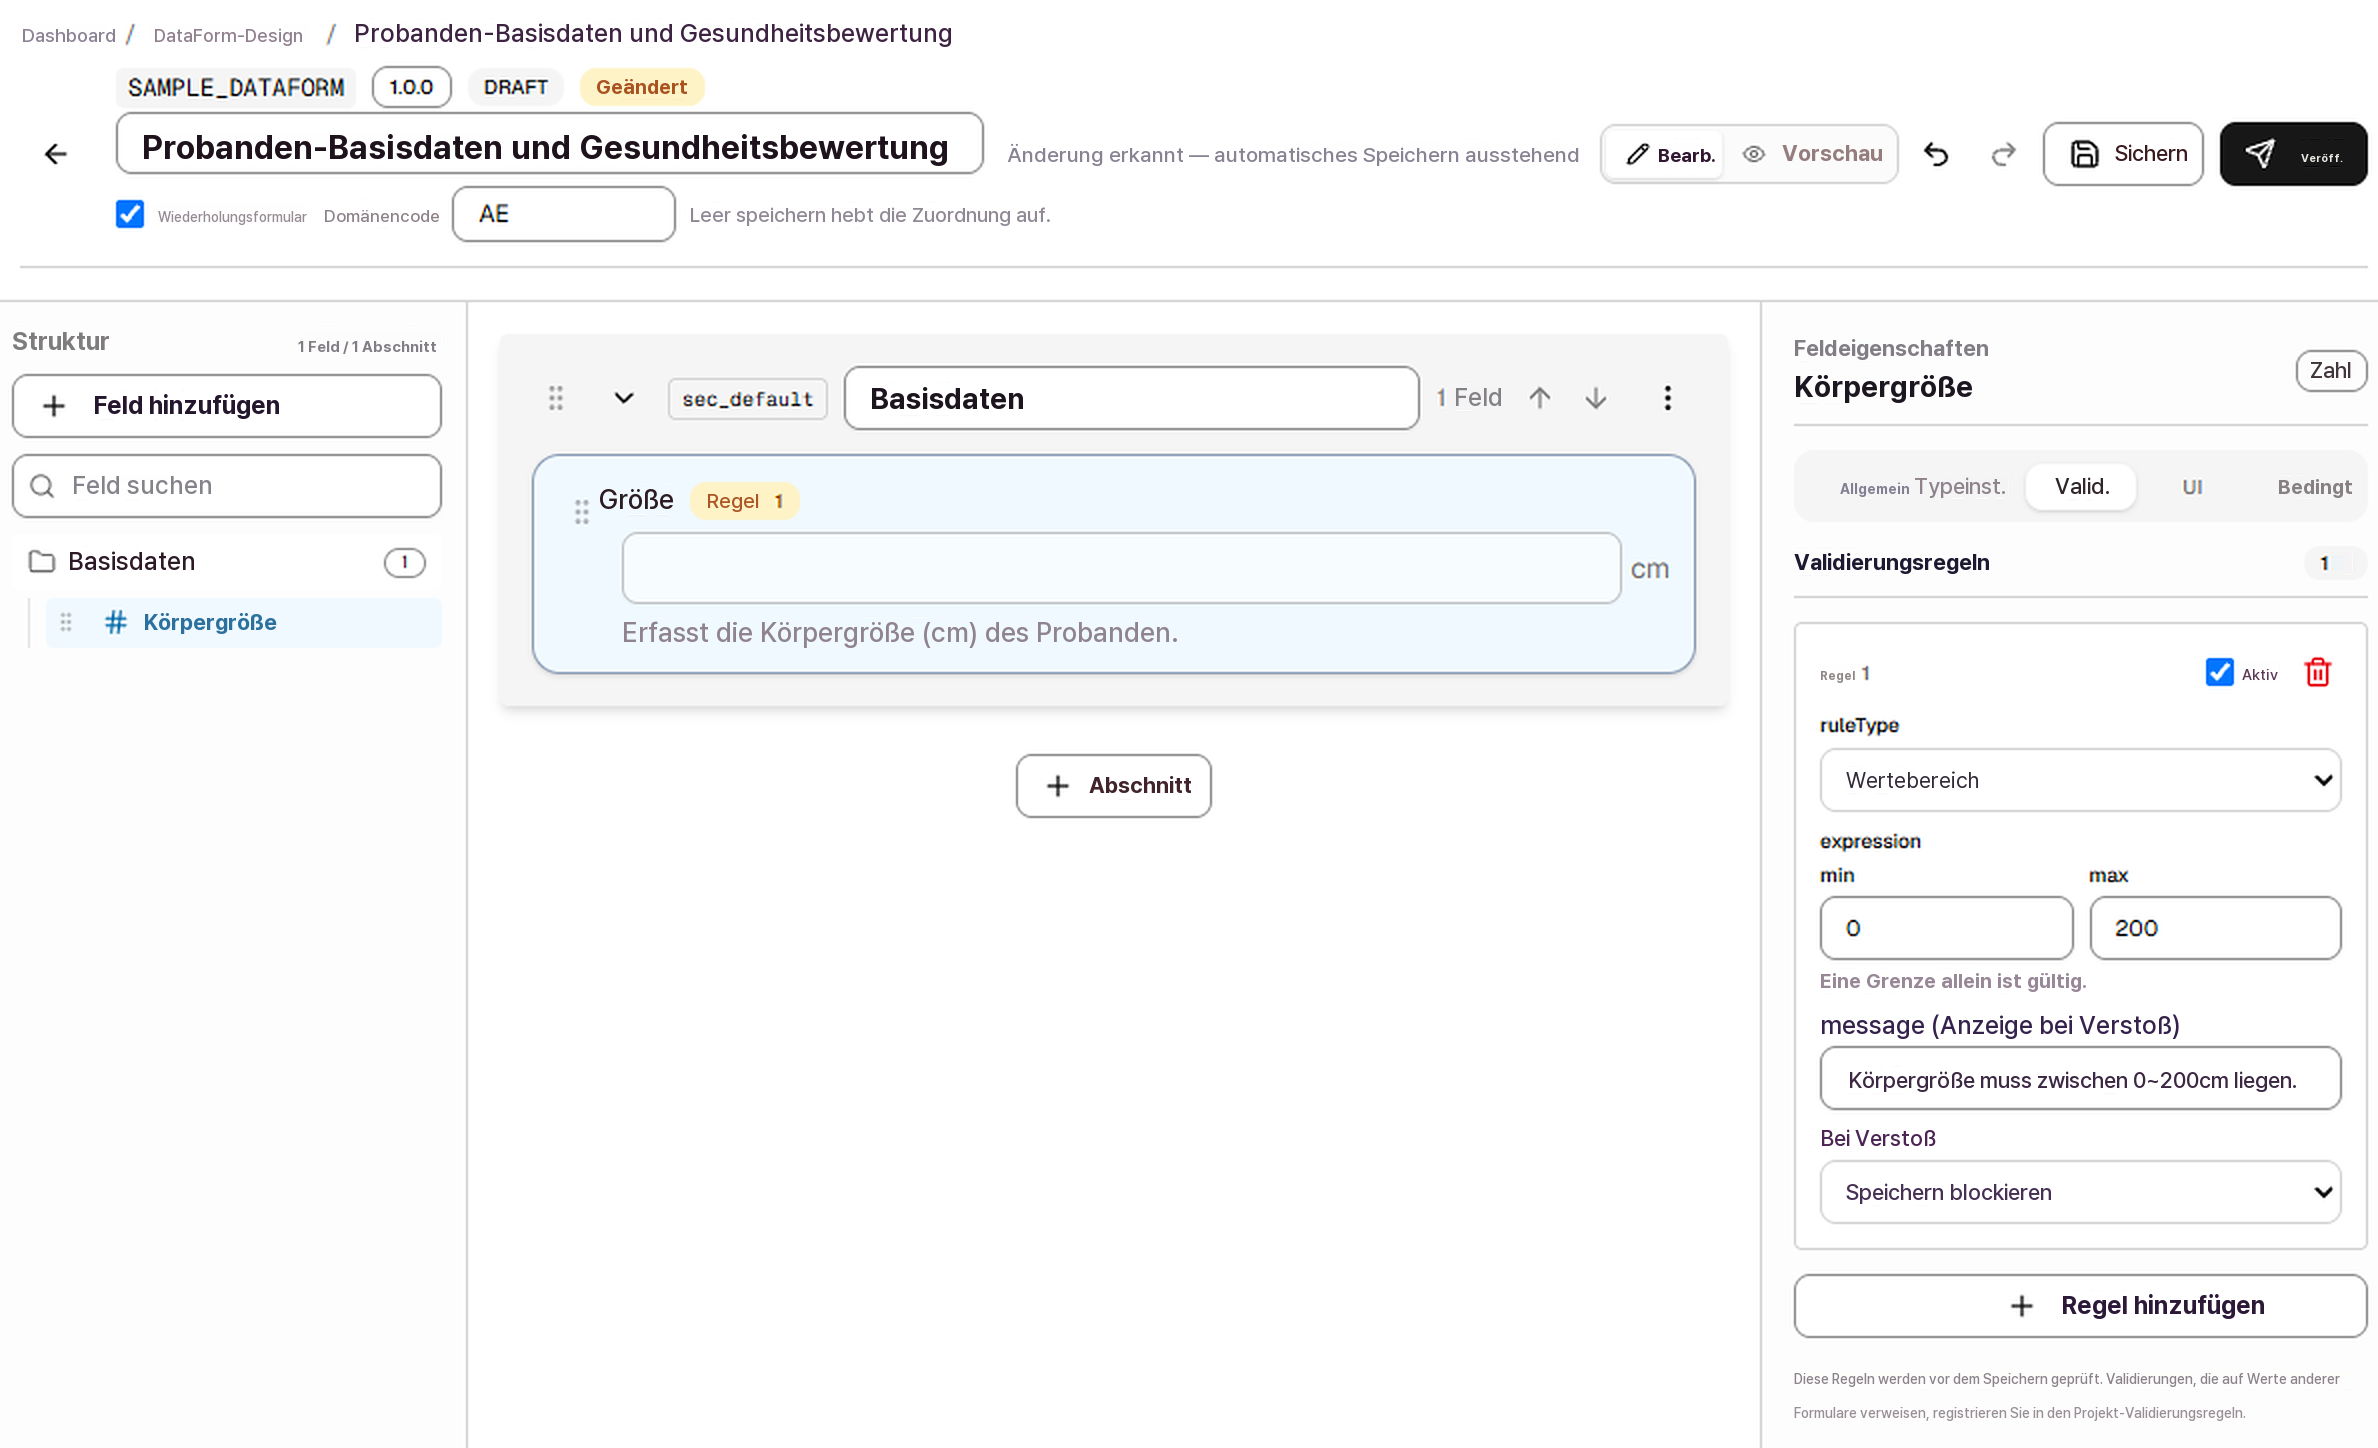 Dashboard / DataForm-Design / Probanden-Basisdaten und Gesundheitsbewertung
SAMPLE_DATAFORM 1.0.0 DRAFT Geändert
Probanden-Basisdaten und Gesundheitsbewertung
Änderung erkannt — automatisches Speichern ausstehend
Bearb. Vorschau Sichern Veröff.
Wiederholungsformular Domänencode AE Leer speichern hebt die Zuordnung auf.
Struktur 1 Feld / 1 Abschnitt
Feld hinzufügen
Feld suchen
Basisdaten 1
Körpergröße
sec_default Basisdaten 1 Feld
Größe Regel 1
cm
Erfasst die Körpergröße (cm) des Probanden.
Abschnitt
Feldeigenschaften
Körpergröße Zahl
Allgemein Typeinst. Valid. UI Bedingt
Validierungsregeln 1
Regel 1 Aktiv
ruleType
Wertebereich
expression
min max
0 200
Eine Grenze allein ist gültig.
message (Anzeige bei Verstoß)
Körpergröße muss zwischen 0~200cm liegen.
Bei Verstoß
Speichern blockieren
Regel hinzufügen
Diese Regeln werden vor dem Speichern geprüft. Validierungen, die auf Werte anderer
Formulare verweisen, registrieren Sie in den Projekt-Validierungsregeln.